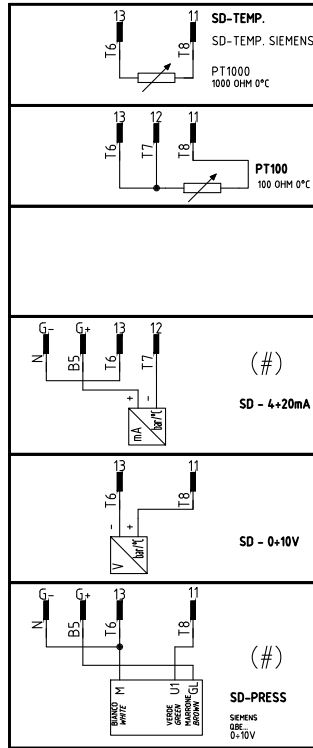 13 11 SD-TEMP.
T6 T8 SD-TEMP. SIEMENS
PT1000
1000 OHM 0°C
13 12 11
T6 T7 T8
PT100
100 OHM 0°C
G- G+ 13 12
N B5 T6 T7
(#)
+ -
mA bar/°C
SD - 4÷20mA
13 11
T6 T8
- +
V bar/°C
SD - 0÷10V
G- G+ 13 11
N B5 T6 T8
(#)
M U1 GL
BIANCO VERDE MARRONE
WHITE GREEN BROWN
SD-PRESS
SIEMENS
QBE...
0÷10V